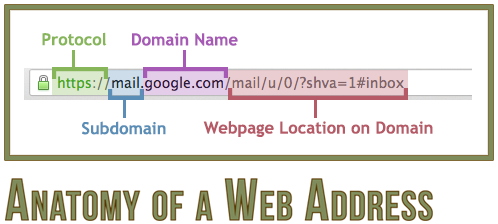 Protocol Domain Name
https://mail.google.com/mail/u/0/?shva=1#inbox
Subdomain Webpage Location on Domain
Anatomy of a Web Address